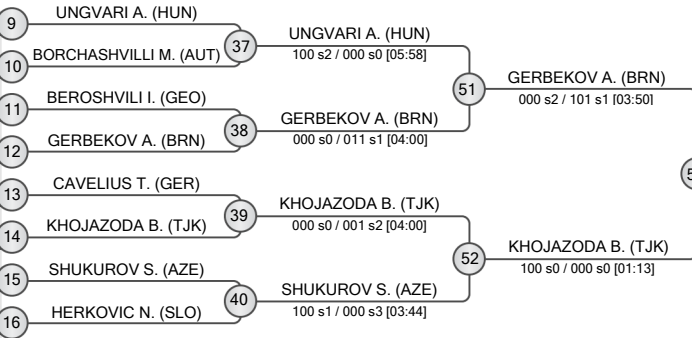 9
UNGVARI A. (HUN)
10
BORCHASHVILLI M. (AUT)
37
UNGVARI A. (HUN)
100 s2 / 000 s0 [05:58]
11
BEROSHVILI I. (GEO)
12
GERBEKOV A. (BRN)
38
GERBEKOV A. (BRN)
000 s0 / 011 s1 [04:00]
51
GERBEKOV A. (BRN)
000 s2 / 101 s1 [03:50]
13
CAVELIUS T. (GER)
14
KHOJAZODA B. (TJK)
39
KHOJAZODA B. (TJK)
000 s0 / 001 s2 [04:00]
15
SHUKUROV S. (AZE)
16
HERKOVIC N. (SLO)
40
SHUKUROV S. (AZE)
100 s1 / 000 s3 [03:44]
52
KHOJAZODA B. (TJK)
100 s0 / 000 s0 [01:13]